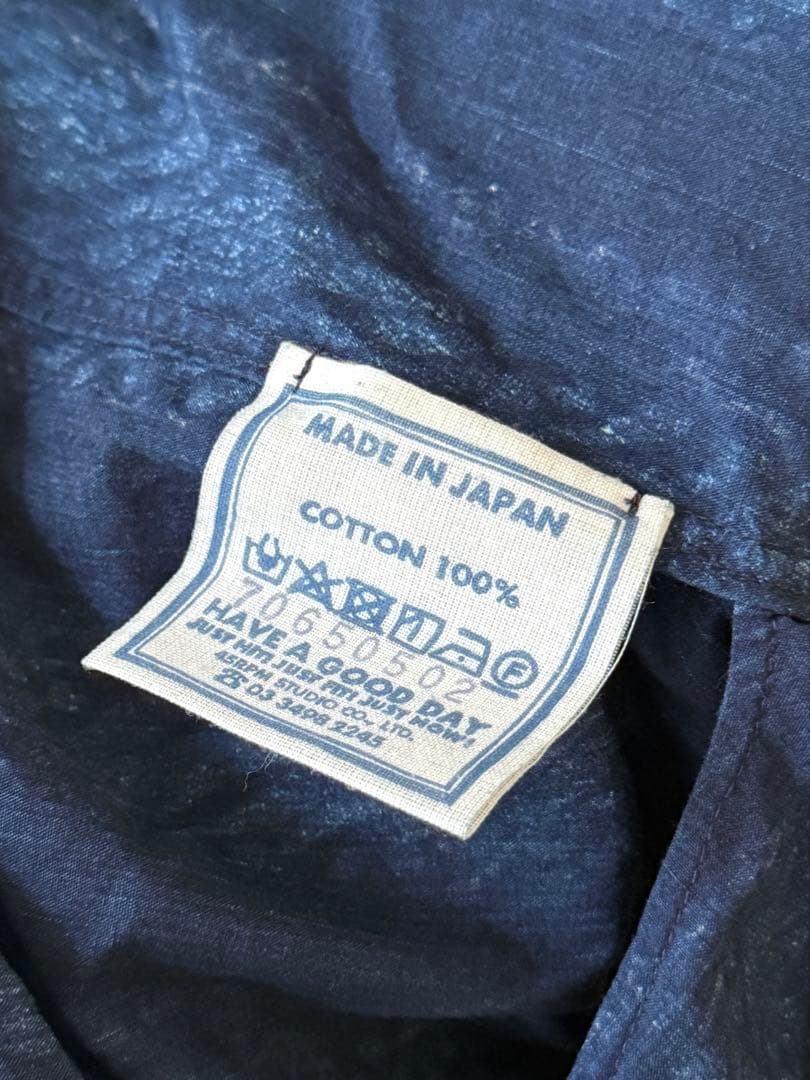 MADE IN JAPAN
COTTON 100%
F
70650502
HAVE A GOOD DAY
JUST HIT! JUST FIT! JUST NOW!
45RPM STUDIO CO., LTD.
☎ 03 3498 2245